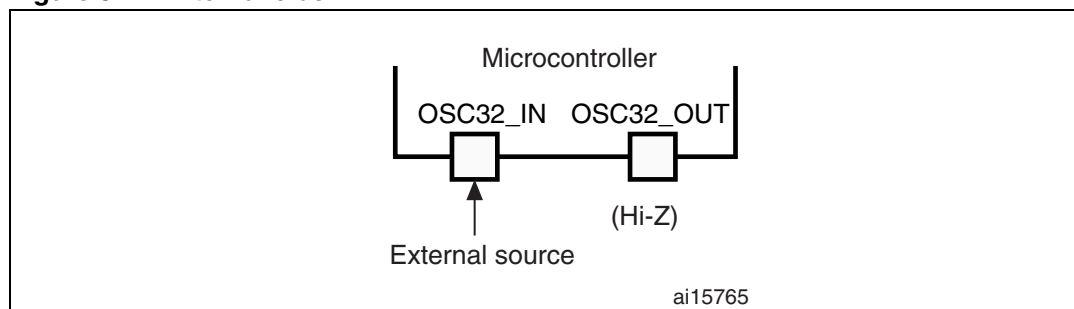 Microcontroller
OSC32_IN OSC32_OUT
(Hi-Z)
External source
ai15765